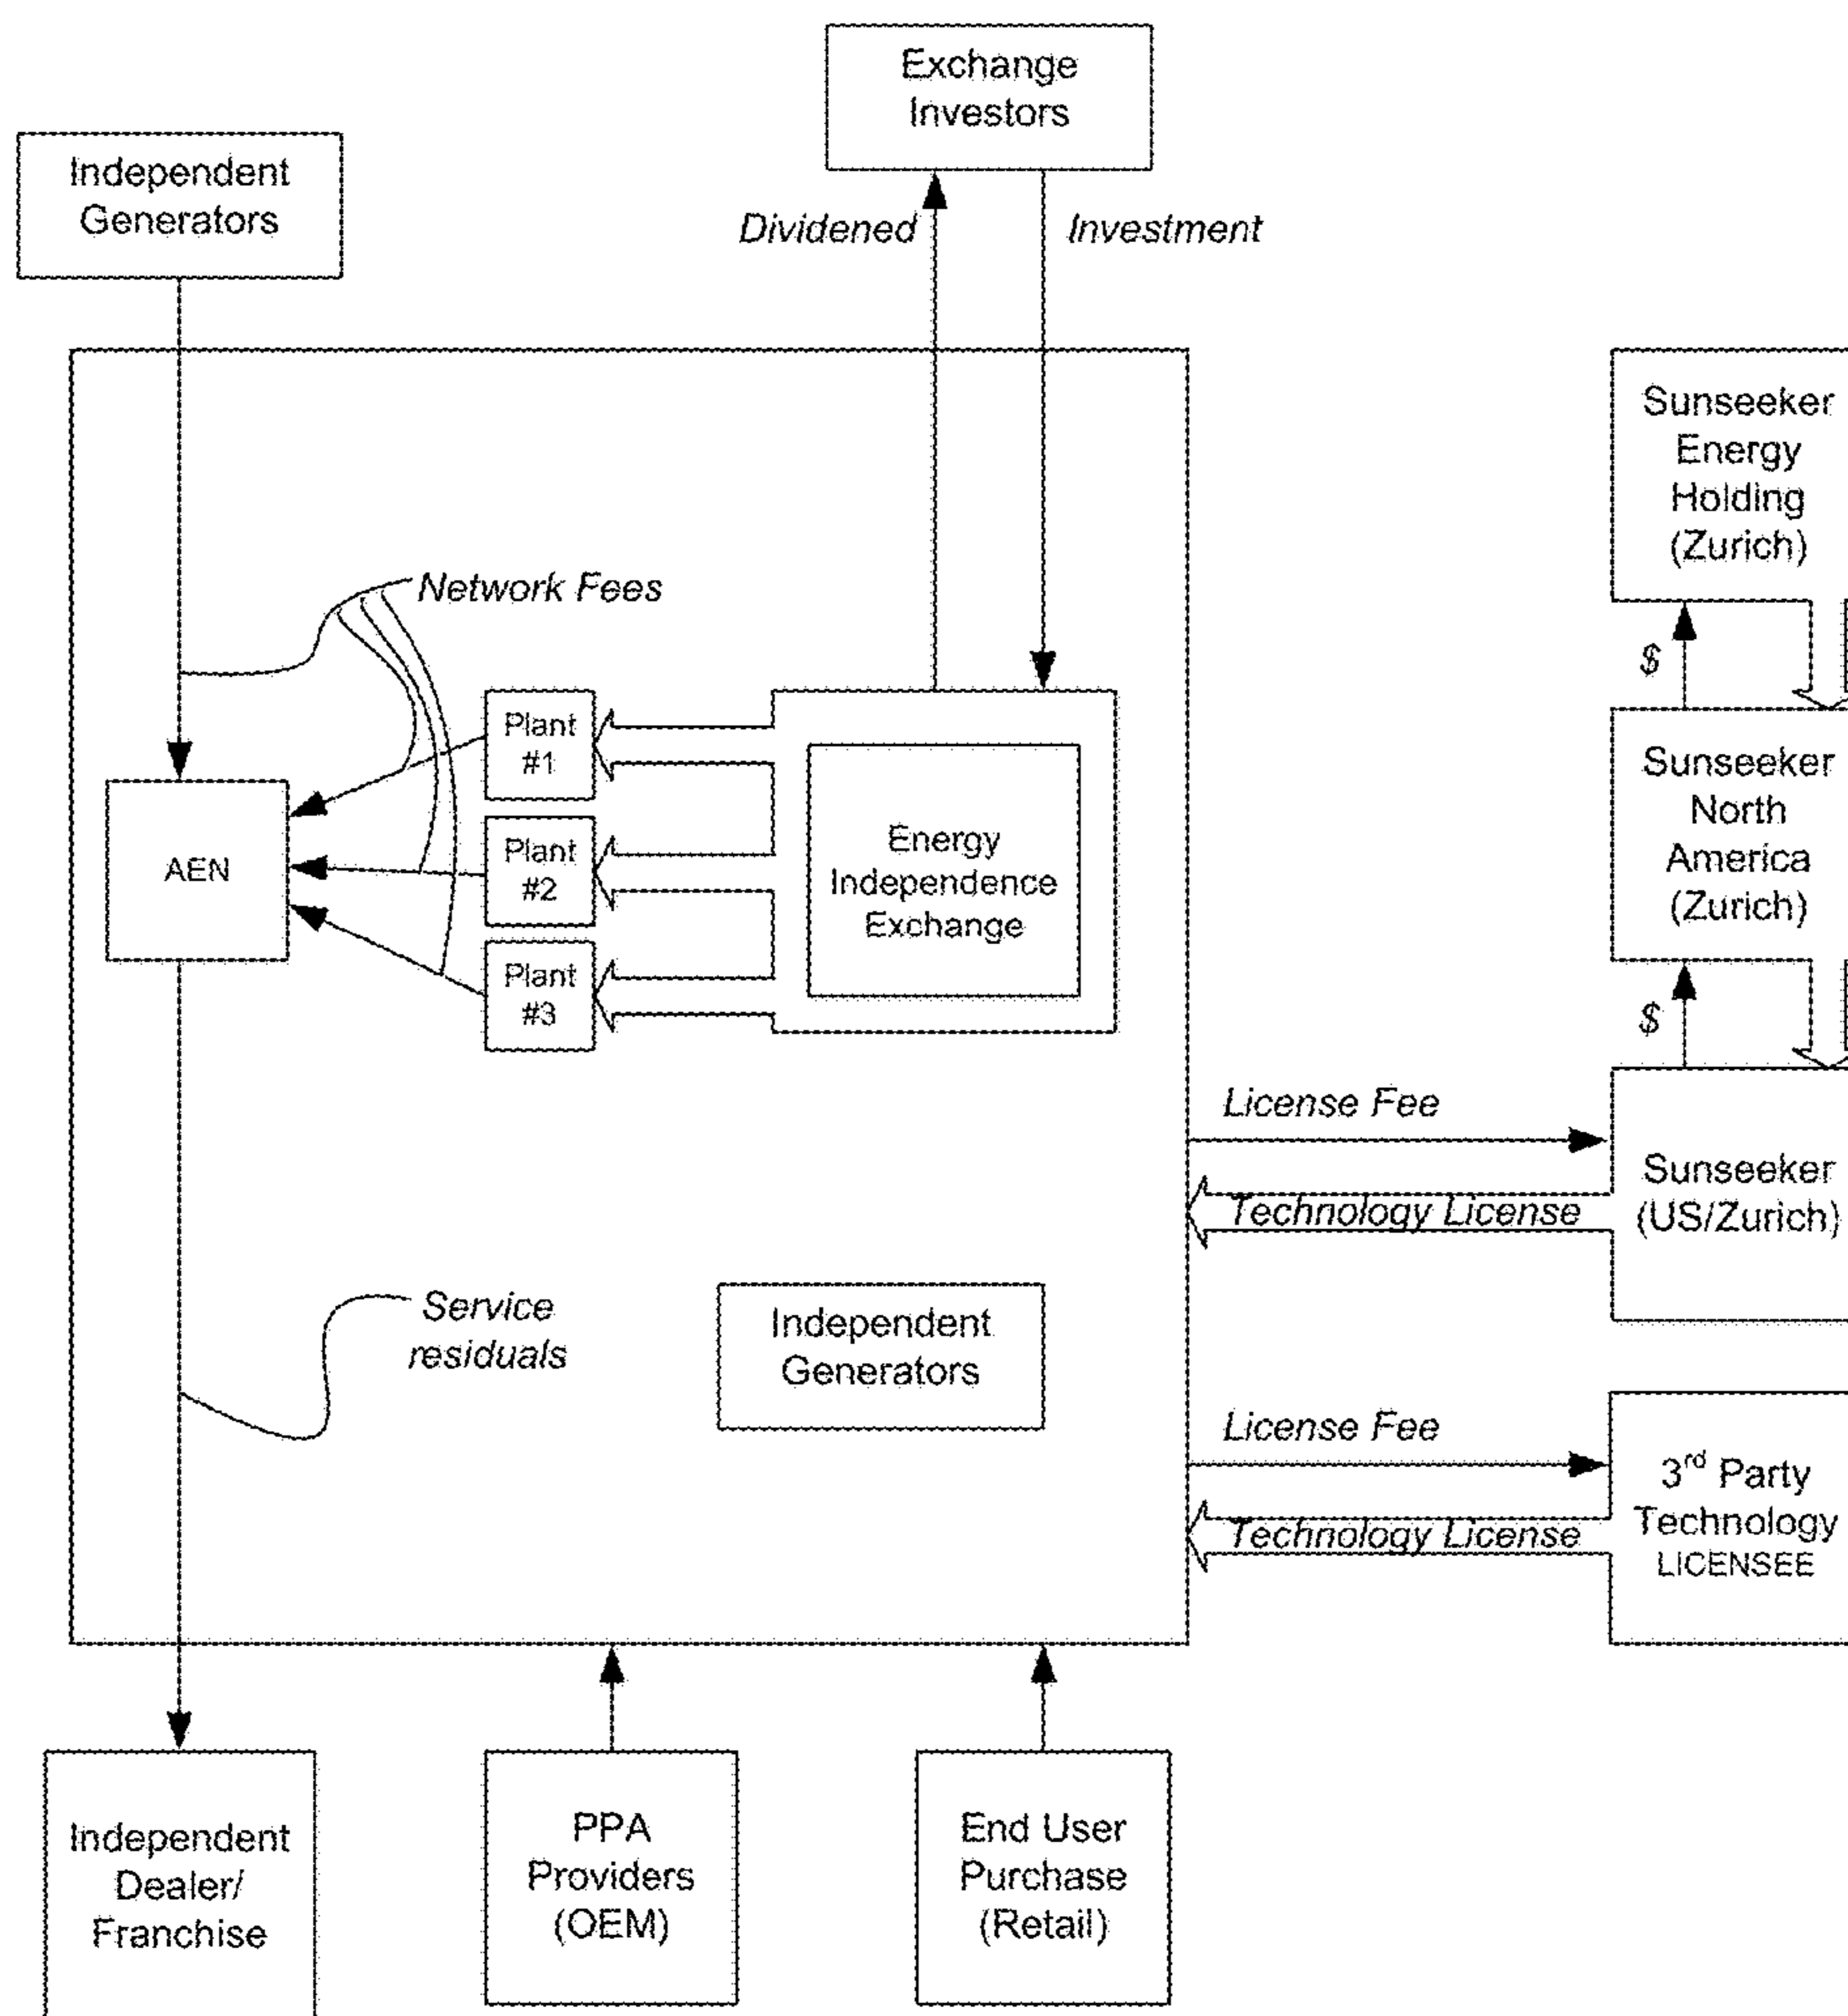 Exchange
Investors
Independent
Generators
Dividened
Investment
Sunseeker
Energy
Holding
(Zurich)
Network Fees
$
Plant
#1
Sunseeker
North
America
(Zurich)
AEN
Plant
#2
Energy
Independence
Exchange
Plant
#3
$
License Fee
Sunseeker
(US/Zurich)
Technology License
Service
residuals
Independent
Generators
License Fee
3rd Party
Technology
LICENSEE
Technology License
Independent
Dealer/
Franchise
PPA
Providers
(OEM)
End User
Purchase
(Retail)